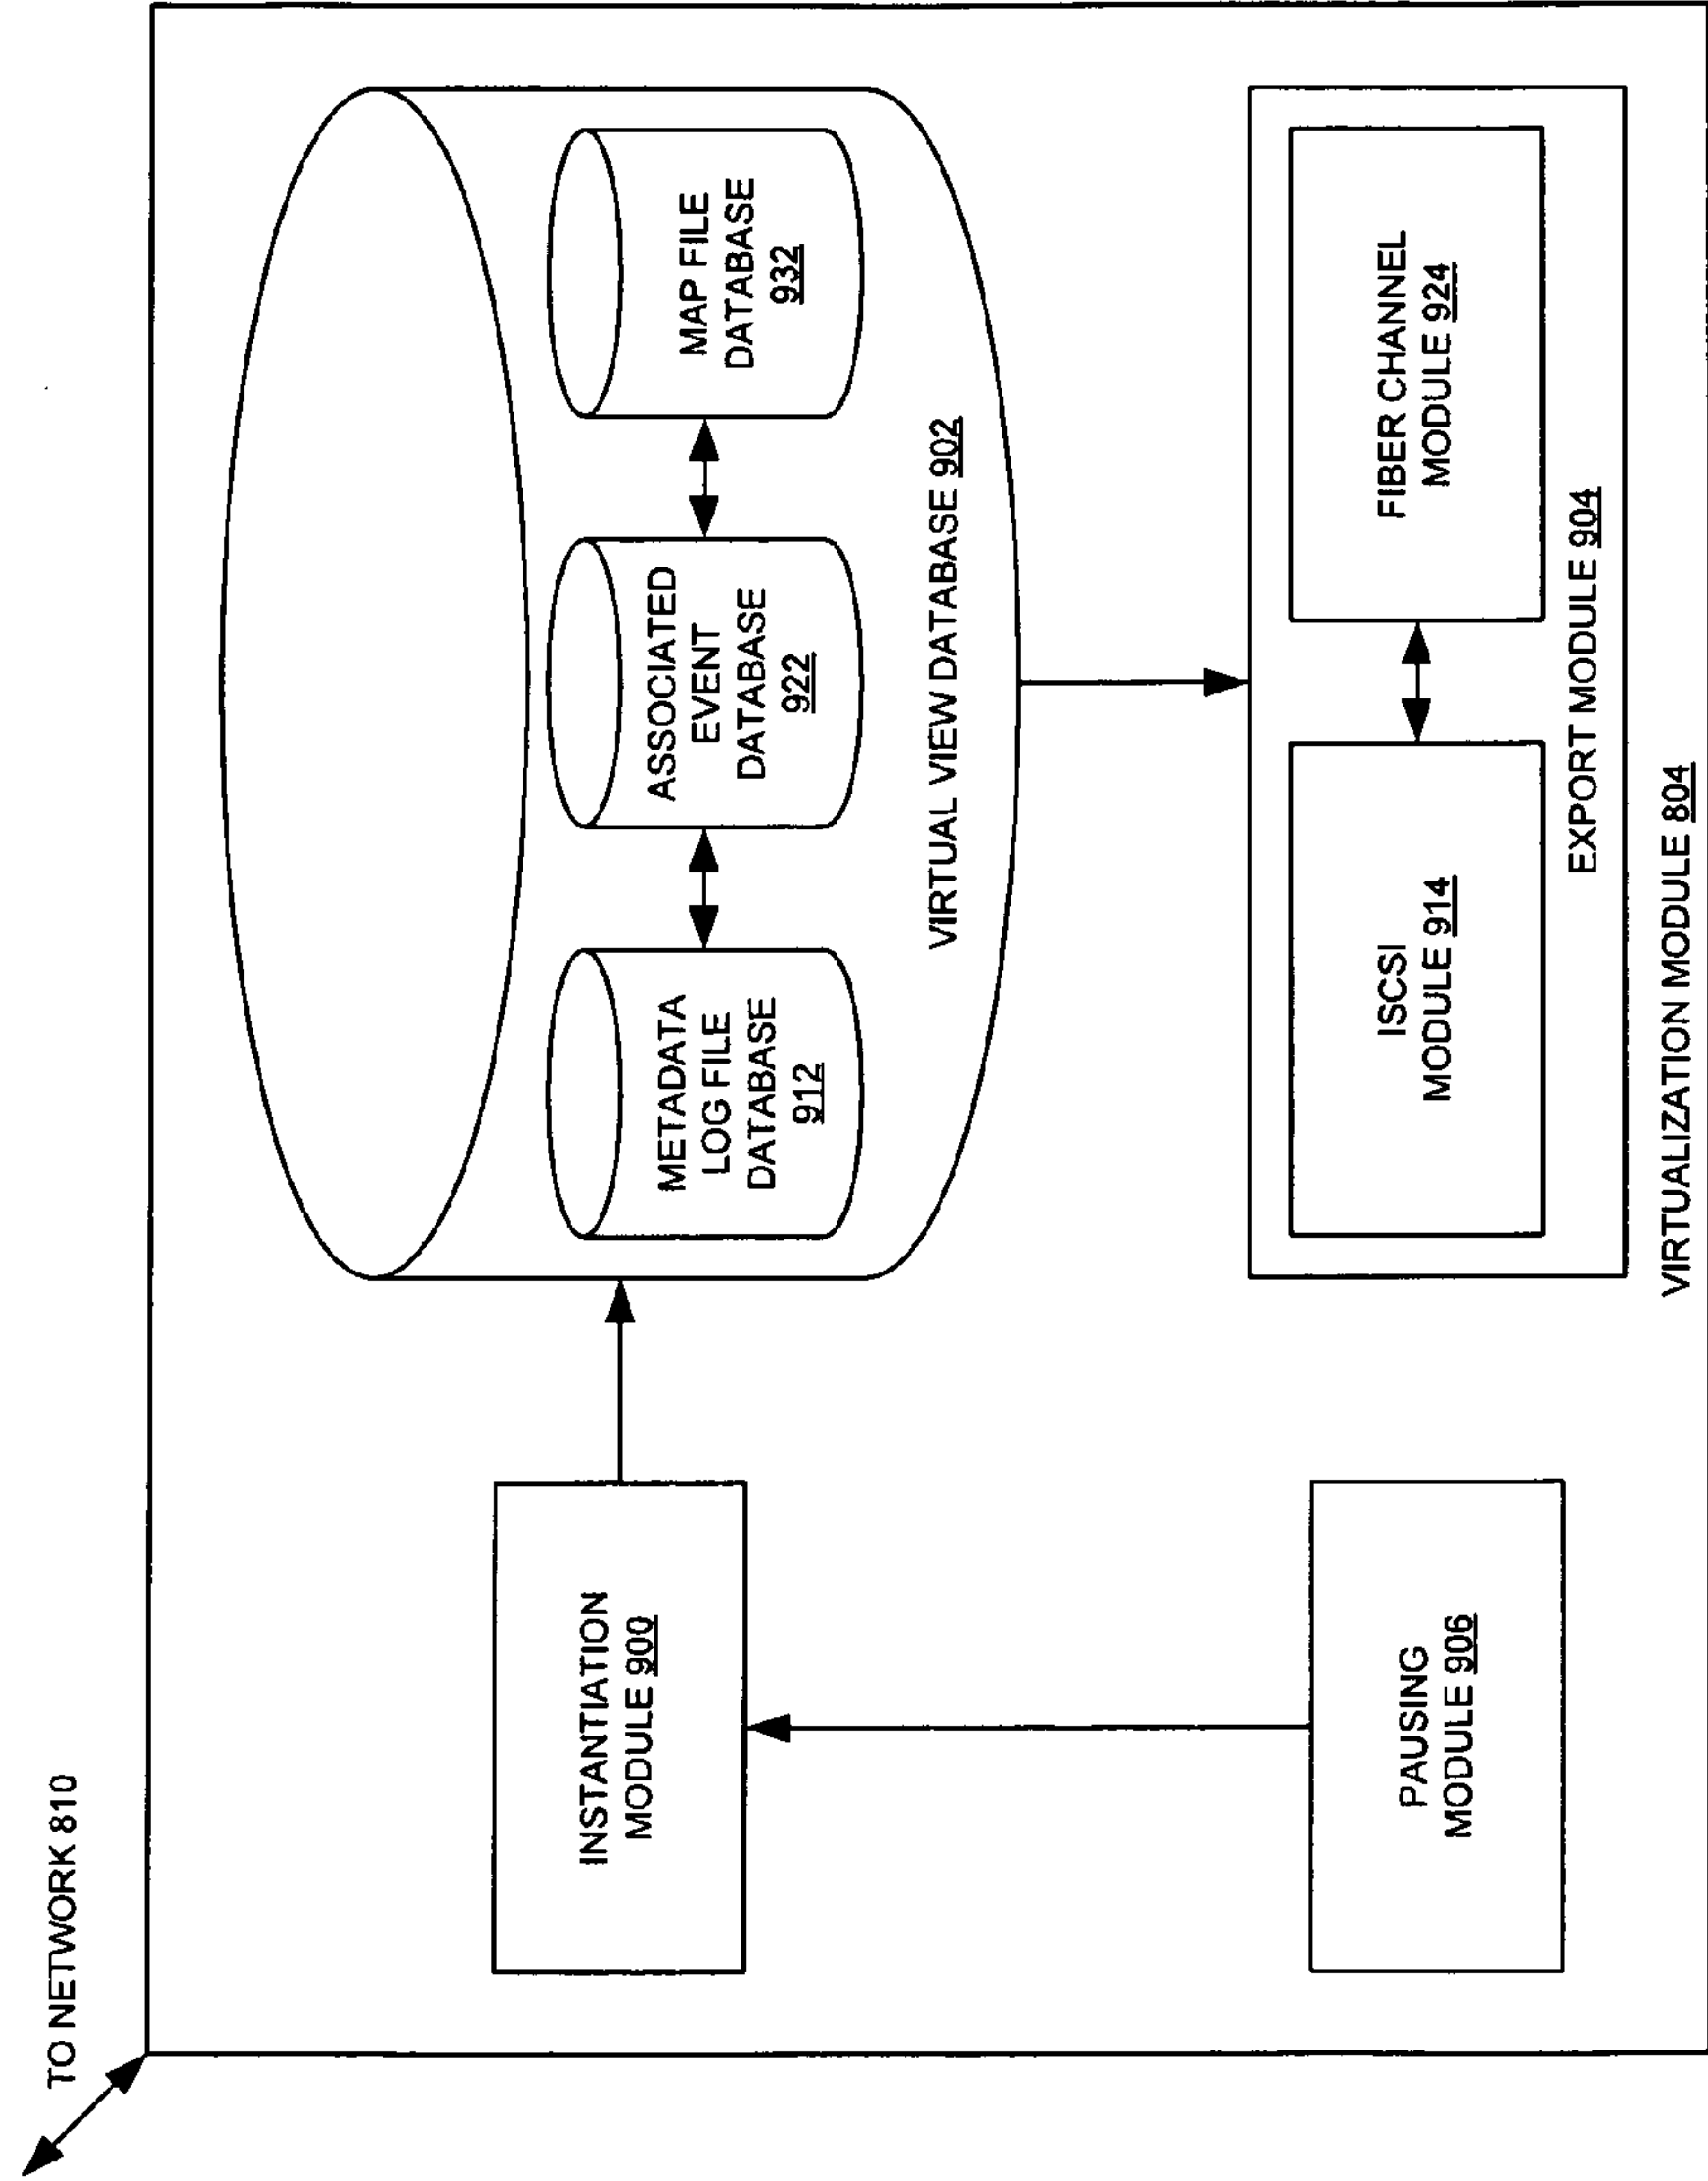 TO NETWORK 810
INSTANTIATION
MODULE 900
PAUSING
MODULE 906
METADATA
LOG FILE
DATABASE
912
ASSOCIATED
EVENT
DATABASE
922
MAP FILE
DATABASE
932
VIRTUAL VIEW DATABASE 902
ISCSI
MODULE 914
FIBER CHANNEL
MODULE 924
EXPORT MODULE 904
VIRTUALIZATION MODULE 804